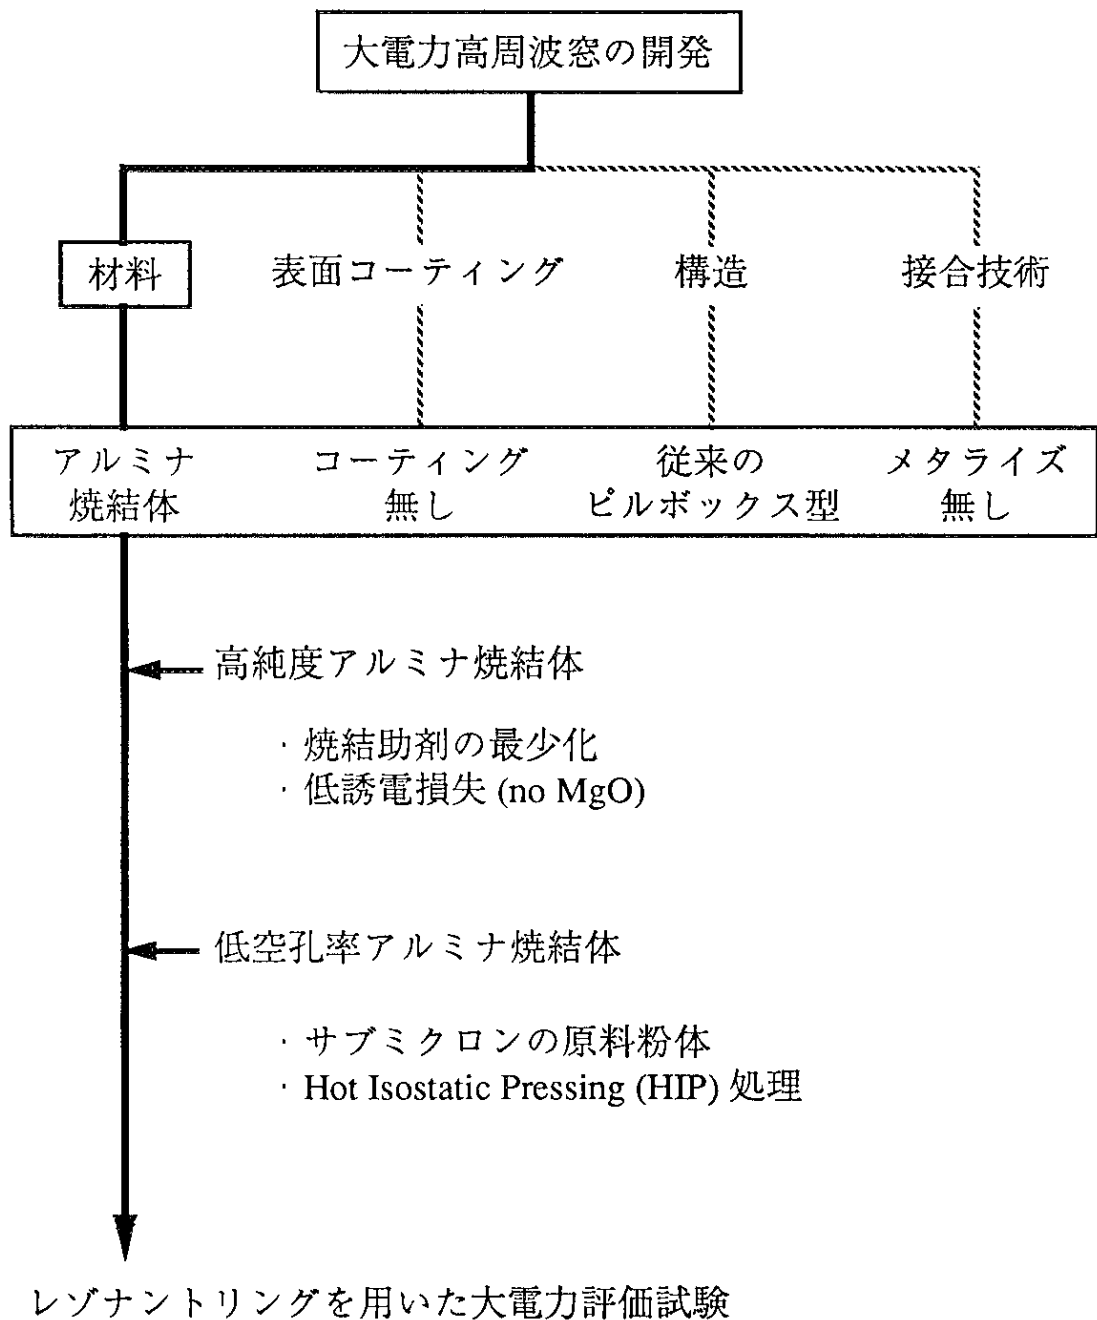 大電力高周波窓の開発
材料
表面コーティング
構造
接合技術
アルミナ
焼結体
コーティング
無し
従来の
ピルボックス型
メタライズ
無し
高純度アルミナ焼結体
· 焼結助剤の最少化
· 低誘電損失 (no MgO)
低空孔率アルミナ焼結体
· サブミクロンの原料粉体
· Hot Isostatic Pressing (HIP) 処理
レゾナントリングを用いた大電力評価試験